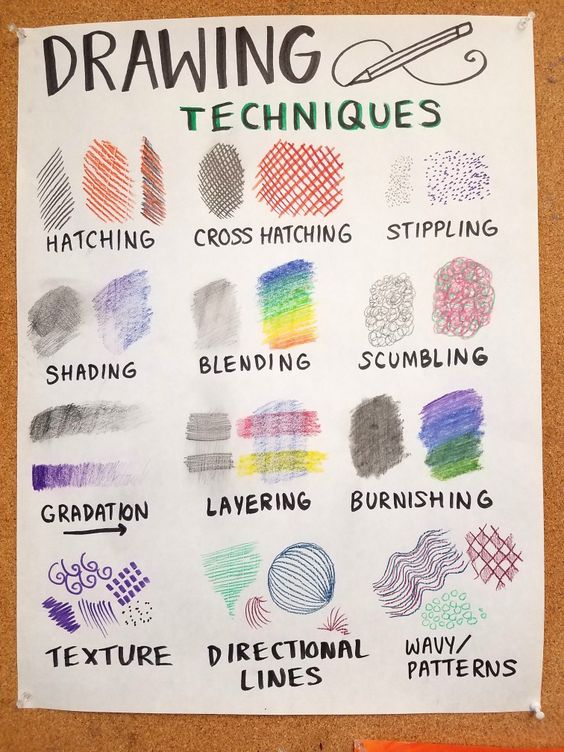 DRAWING
TECHNIQUES
HATCHING
CROSS HATCHING
STIPPLING
SHADING
BLENDING
SCUMBLING
GRADATION
LAYERING
BURNISHING
TEXTURE
DIRECTIONAL
LINES
WAVY/
PATTERNS